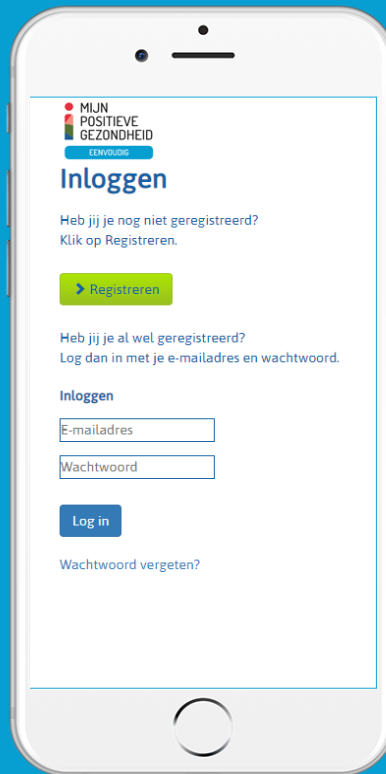 MIJN
POSITIEVE
GEZONDHEID
EENVOUDIG
Inloggen
Heb jij je nog niet geregistreerd?
Klik op Registreren.
Registreren
Heb jij je al wel geregistreerd?
Log dan in met je e-mailadres en wachtwoord.
Inloggen
E-mailadres
Wachtwoord
Log in
Wachtwoord vergeten?